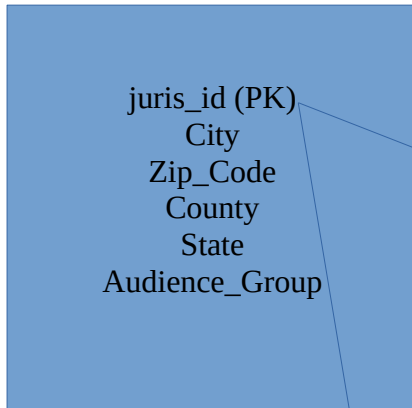 juris_id (PK)
City
Zip_Code
County
State
Audience_Group